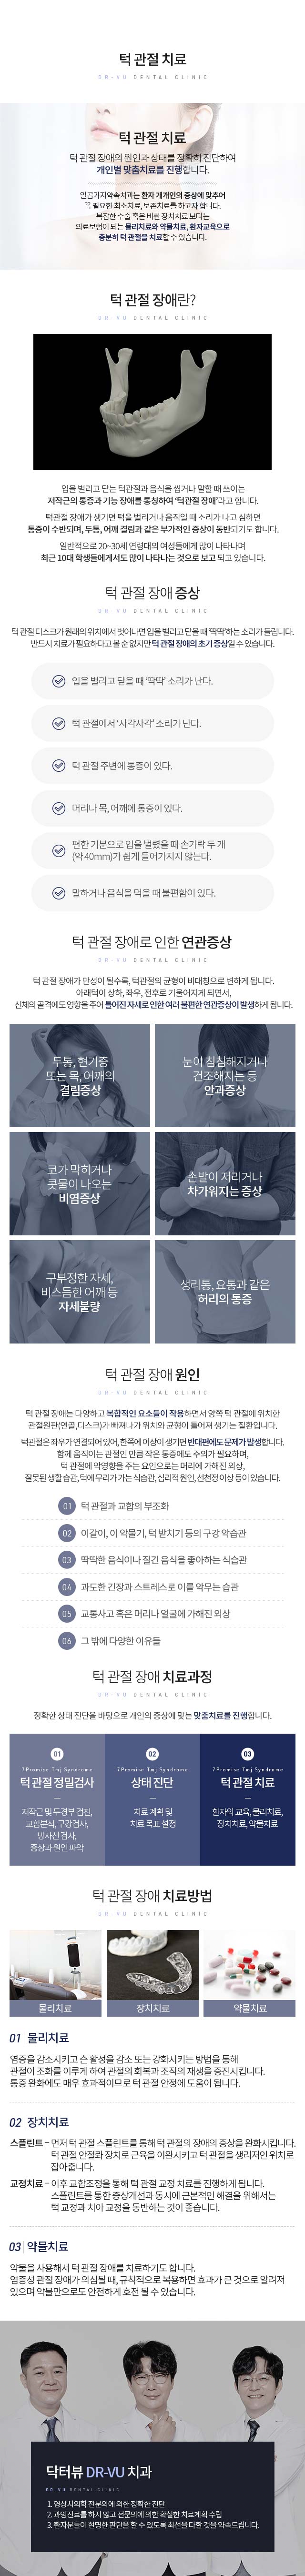 턱 관절 치료
DR-VU DENTAL CLINIC
턱 관절 치료
턱 관절 장애의 원인과 상태를 정확히 진단하여
개인별 맞춤치료를 진행합니다.
일곱가지약속치과는 환자 개개인의 증상에 맞추어
꼭 필요한 최소치료, 보존치료를 하고자 합니다.
복잡한 수술 혹은 비싼 장치치료 보다는
의료보험이 되는 물리치료와 약물치료, 환자교육으로
충분히 턱 관절을 치료할 수 있습니다.
턱 관절 장애란?
DR-VU DENTAL CLINIC
입을 벌리고 닫는 턱관절과 음식을 씹거나 말할 때 쓰이는
저작근의 통증과 기능 장애를 통칭하여 '턱관절 장애'라고 합니다.
턱관절 장애가 생기면 턱을 벌리거나 움직일 때 소리가 나고 심하면
통증이 수반되며, 두통, 어깨 결림과 같은 부가적인 증상이 동반되기도 합니다.
일반적으로 20~30세 연령대의 여성들에게 많이 나타나며
최근 10대 학생들에게서도 많이 나타나는 것으로 보고 되고 있습니다.
턱 관절 장애 증상
DR-VU DENTAL CLINIC
턱 관절 디스크가 원래의 위치에서 벗어나면 입을 벌리고 닫을 때 '딱딱'하는 소리가 들립니다.
반드시 치료가 필요하다고 볼 순 없지만 턱 관절 장애의 초기 증상일 수 있습니다.
입을 벌리고 닫을 때 '딱딱' 소리가 난다.
턱 관절에서 '사각사각' 소리가 난다.
턱 관절 주변에 통증이 있다.
머리나 목, 어깨에 통증이 있다.
편한 기분으로 입을 벌렸을 때 손가락 두 개
(약 40mm)가 쉽게 들어가지지 않는다.
말하거나 음식을 먹을 때 불편함이 있다.
턱 관절 장애로 인한 연관증상
DR-VU DENTAL CLINIC
턱 관절 장애가 만성이 될수록, 턱관절의 균형이 비대칭으로 변하게 됩니다.
아래턱이 상하, 좌우, 전후로 기울어지게 되면서,
신체의 골격에도 영향을 주어 틀어진 자세로 인한 여러 불편한 연관증상이 발생하게 됩니다.
두통, 현기증
또는 목, 어깨의
결림증상
눈이 침침해지거나
건조해지는 등
안과증상
코가 막히거나
콧물이 나오는
비염증상
손발이 저리거나
차가워지는 증상
구부정한 자세,
비스듬한 어깨 등
자세불량
생리통, 요통과 같은
허리의 통증
턱 관절 장애 원인
DR-VU DENTAL CLINIC
턱 관절 장애는 다양하고 복합적인 요소들이 작용하면서 양쪽 턱 관절에 위치한
관절원판(연골,디스크)가 빠져나가 위치와 균형이 틀어져 생기는 질환입니다.
턱관절은 좌우가 연결되어 있어, 한쪽에 이상이 생기면 반대편에도 문제가 발생합니다.
함께 움직이는 관절인 만큼 작은 통증에도 주의가 필요하며,
턱 관절에 악영향을 주는 요인으로는 머리에 가해진 외상,
잘못된 생활 습관, 턱에 무리가 가는 식습관, 심리적 원인, 선천정 이상 등이 있습니다.
01 턱 관절과 교합의 부조화
02 이갈이, 이 악물기, 턱 받치기 등의 구강 악습관
03 딱딱한 음식이나 질긴 음식을 좋아하는 식습관
04 과도한 긴장과 스트레스로 이를 악무는 습관
05 교통사고 혹은 머리나 얼굴에 가해진 외상
06 그 밖에 다양한 이유들
턱 관절 장애 치료과정
DR-VU DENTAL CLINIC
정확한 상태 진단을 바탕으로 개인의 증상에 맞는 맞춤치료를 진행합니다.
01
7Promise Tmj Syndrome
턱 관절 정밀검사
저작근 및 두경부 검진,
교합분석, 구강검사,
방사선 검사,
증상과 원인 파악
02
7Promise Tmj Syndrome
상태 진단
치료 계획 및
치료 목표 설정
03
7Promise Tmj Syndrome
턱 관절 치료
환자의 교육, 물리치료,
장치치료, 약물치료
턱 관절 장애 치료방법
DR-VU DENTAL CLINIC
물리치료
장치치료
약물치료
01 물리치료
염증을 감소시키고 슨 활성을 감소 또는 강화시키는 방법을 통해
관절이 조화를 이루게 하여 관절의 회복과 조직의 재생을 증진시킵니다.
통증 완화에도 매우 효과적이므로 턱 관절 안정에 도움이 됩니다.
02 장치치료
스플린트 - 먼저 턱 관절 스플린트를 통해 턱 관절의 장애의 증상을 완화시킵니다.
턱 관절 안절롸 장치로 근육을 이완시키고 턱 관절을 생리적인 위치로
잡아줍니다.
교정치료 - 이후 교합조정을 통해 턱 관절 교정 치료를 진행하게 됩니다.
스플린트를 통한 증상개선과 동시에 근본적인 해결을 위해서는
턱 교정과 치아 교정을 동반하는 것이 좋습니다.
03 약물치료
약물을 사용해서 턱 관절 장애를 치료하기도 합니다.
염증성 관절 장애가 의심될 때, 규칙적으로 복용하면 효과가 큰 것으로 알려져
있으며 약물만으로도 안전하게 호전 될 수 있습니다.
닥터뷰 DR-VU 치과
DR-VU DENTAL CLINIC
1. 영상치의학 전문의에 의한 정확한 진단
2. 과잉진료를 하지 않고 전문의에 의한 확실한 치료계획 수립
3. 환자분들이 현명한 판단을 할 수 있도록 최선을 다할 것을 약속드립니다.